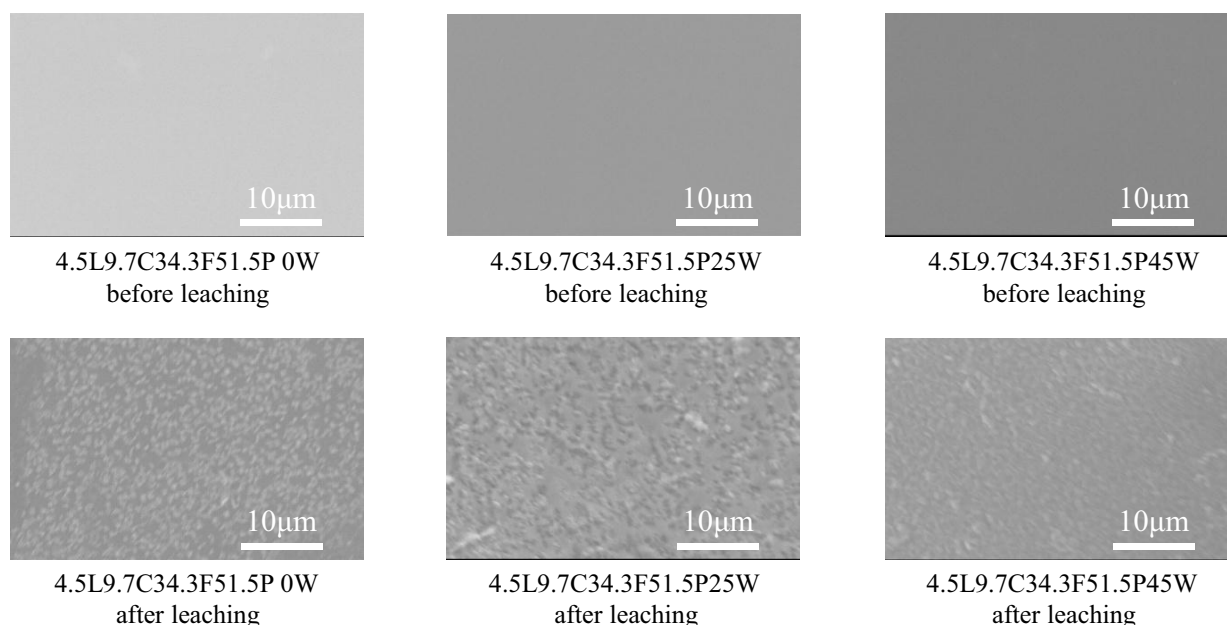 10μm
10μm
10μm
4.5L9.7C34.3F51.5P 0W
before leaching
4.5L9.7C34.3F51.5P25W
before leaching
4.5L9.7C34.3F51.5P45W
before leaching
10μm
10μm
10μm
4.5L9.7C34.3F51.5P 0W
after leaching
4.5L9.7C34.3F51.5P25W
after leaching
4.5L9.7C34.3F51.5P45W
after leaching